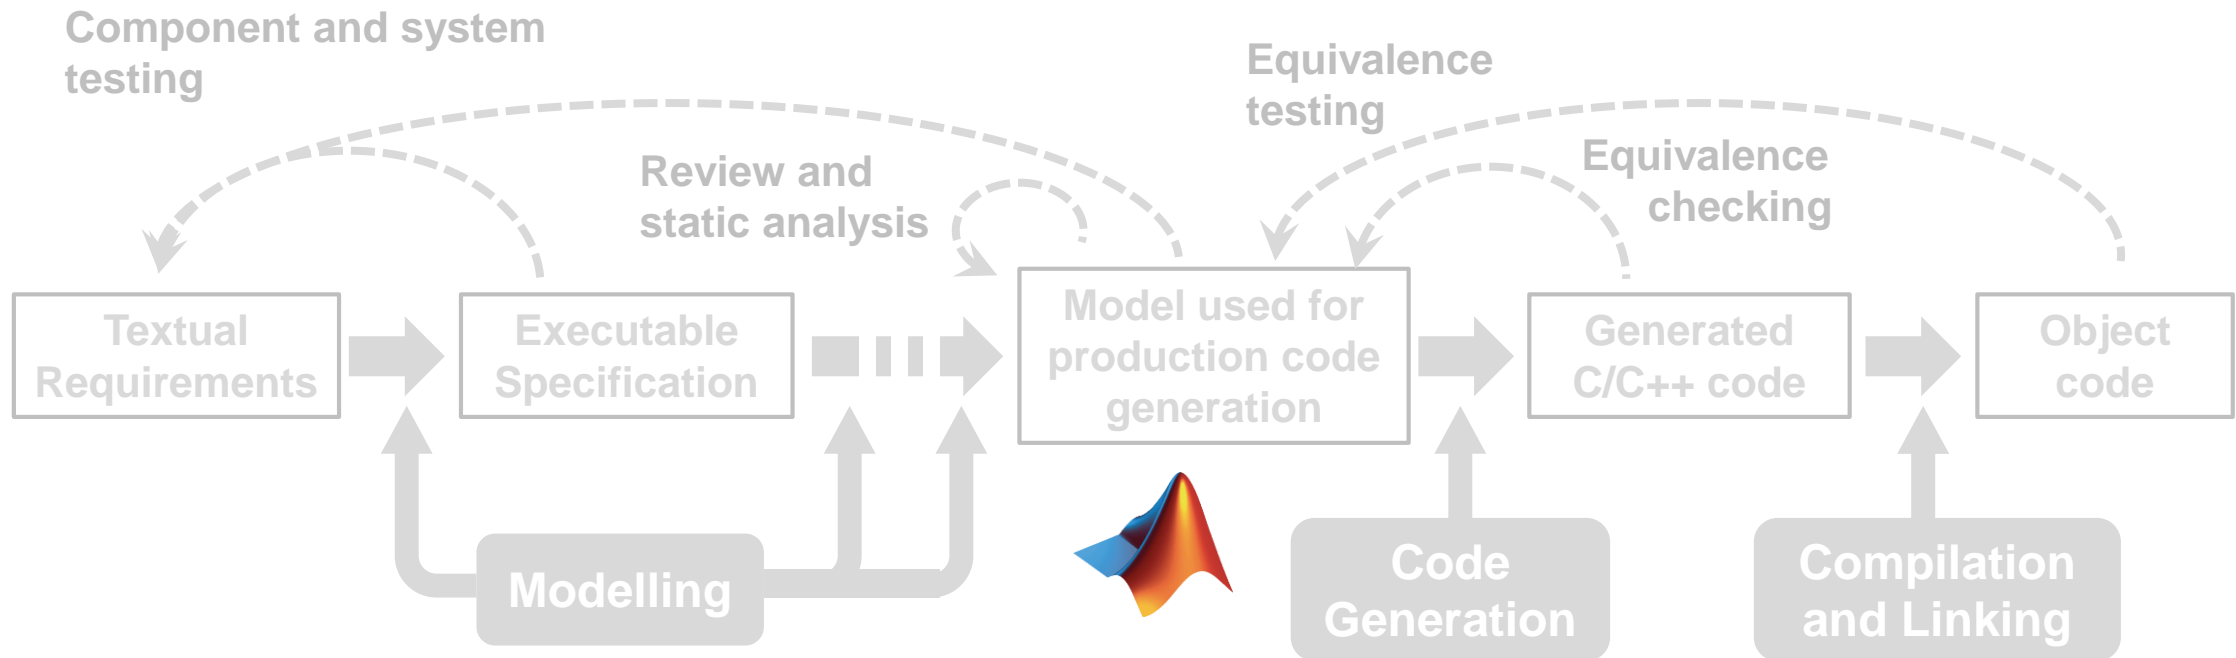 Component and system
testing
Equivalence
testing
Review and
static analysis
Equivalence
checking
Textual
Requirements
Executable
Specification
Model used for
production code
generation
Generated
C/C++ code
Object
code
Modelling
Code
Generation
Compilation
and Linking